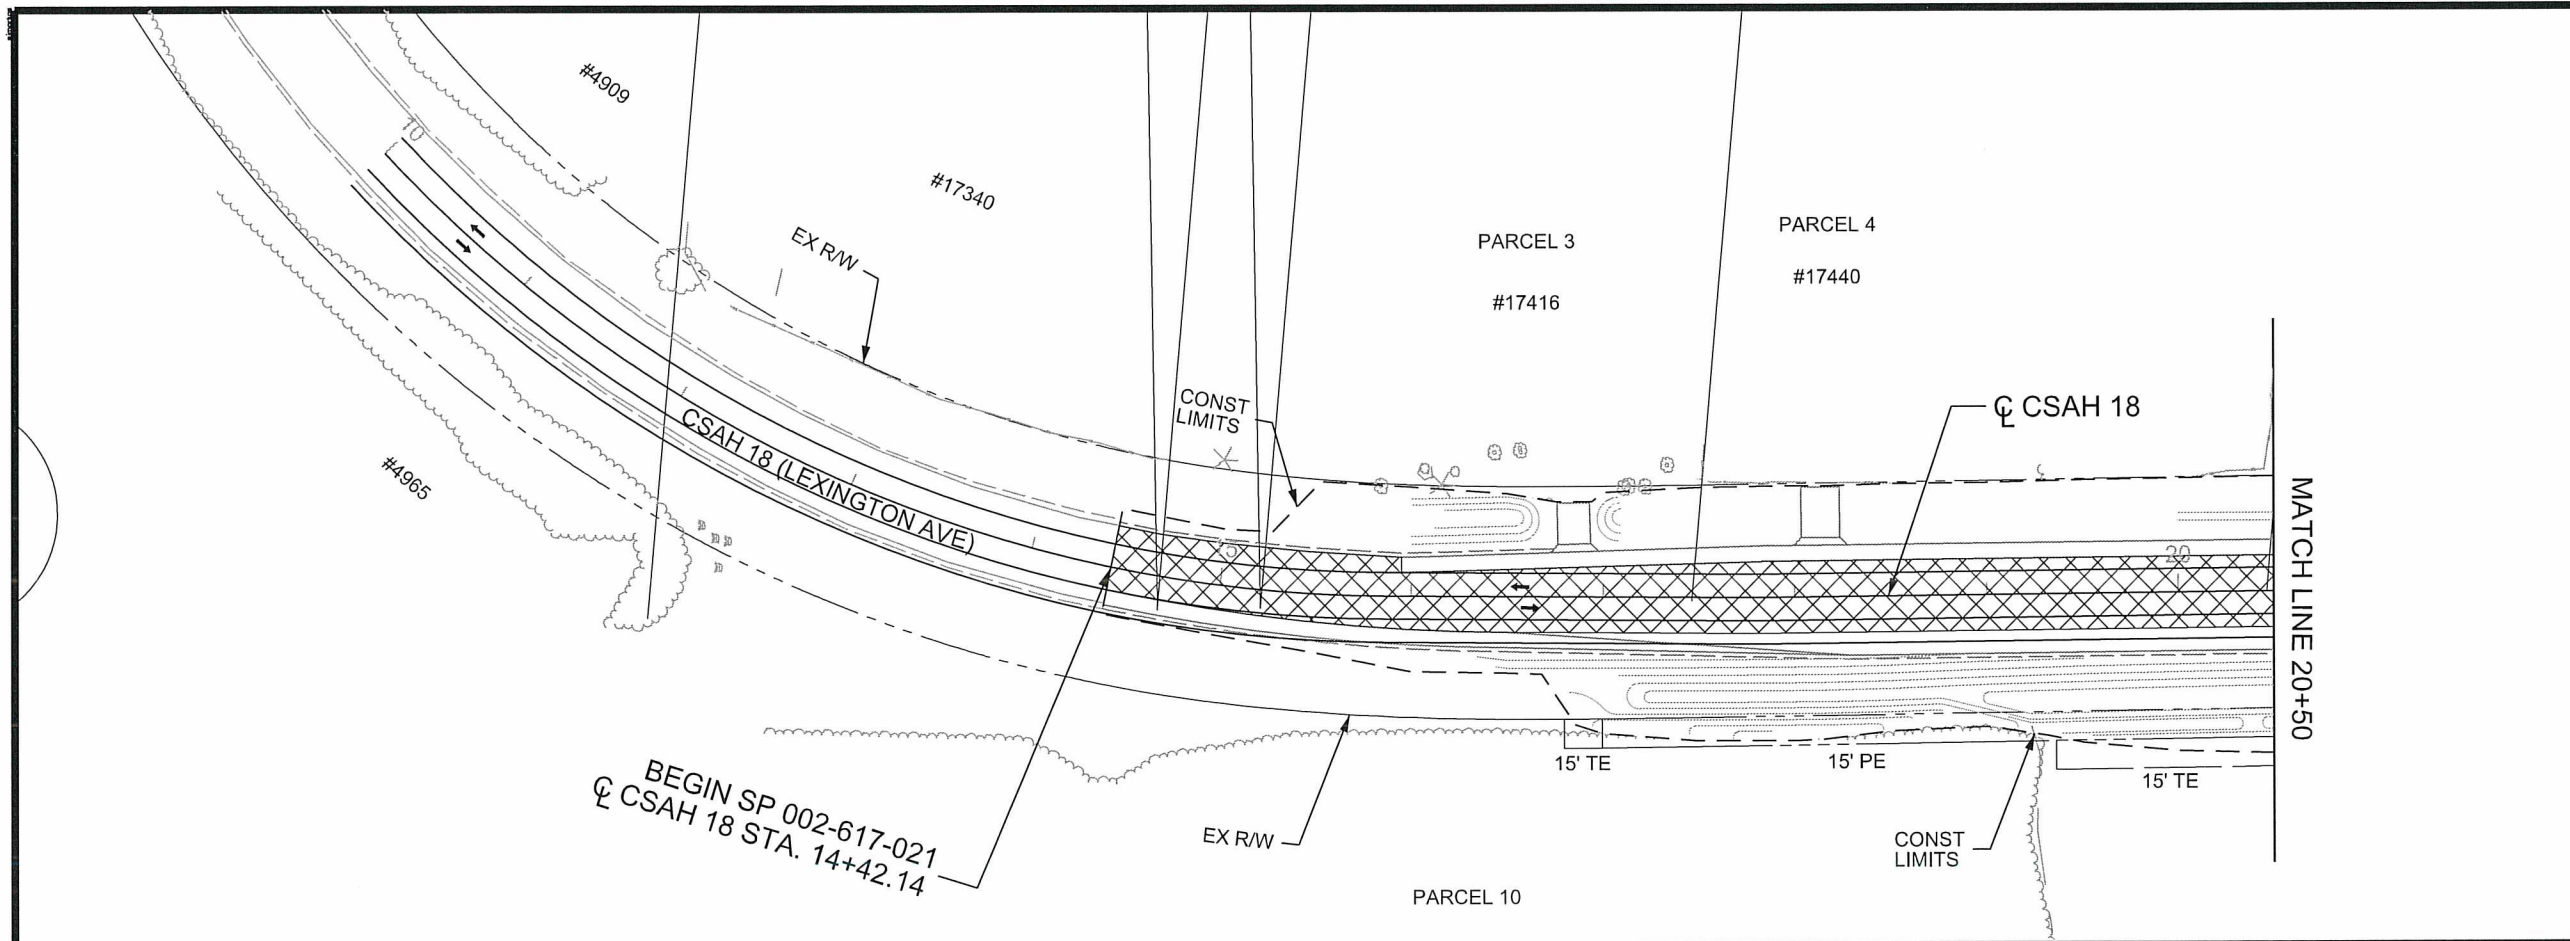 #4909
10
#17340
EX R/W
PARCEL 3
#17416
PARCEL 4
#17440
CONST
LIMITS
℄ CSAH 18
CSAH 18 (LEXINGTON AVE)
#4965
15
20
MATCH LINE 20+50
BEGIN SP 002-617-021
℄ CSAH 18 STA. 14+42.14
EX R/W
15' TE
15' PE
15' TE
CONST
LIMITS
PARCEL 10